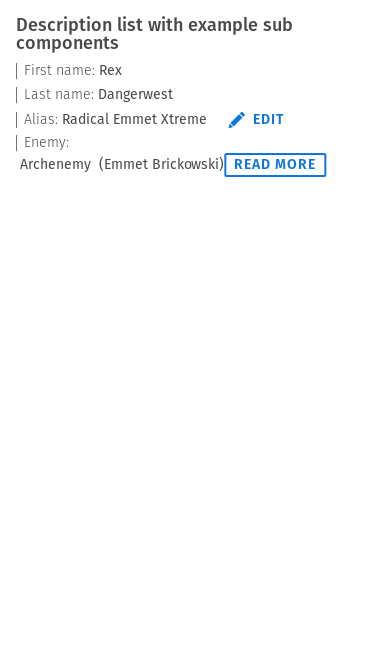 Description list with example sub
components
First name: Rex
Last name: Dangerwest
Alias: Radical Emmet Xtreme EDIT
Enemy:
Archenemy (Emmet Brickowski) READ MORE